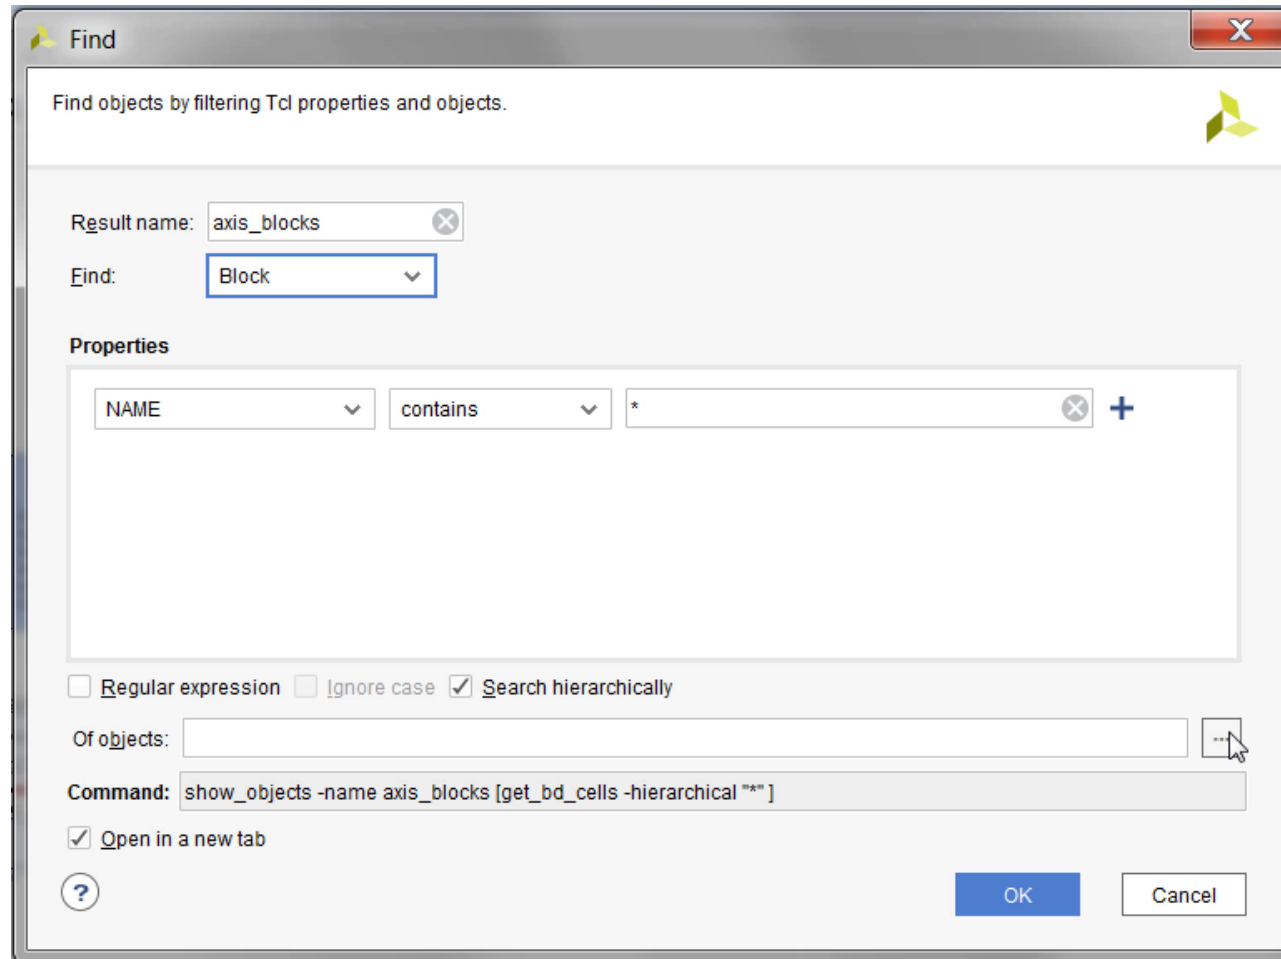 Find
Find objects by filtering Tcl properties and objects.
Result name: axis_blocks
Find: Block
Properties
NAME contains *
Regular expression Ignore case Search hierarchically
Of objects: ...
Command: show_objects -name axis_blocks [get_bd_cells -hierarchical "*" ]
Open in a new tab
? OK Cancel